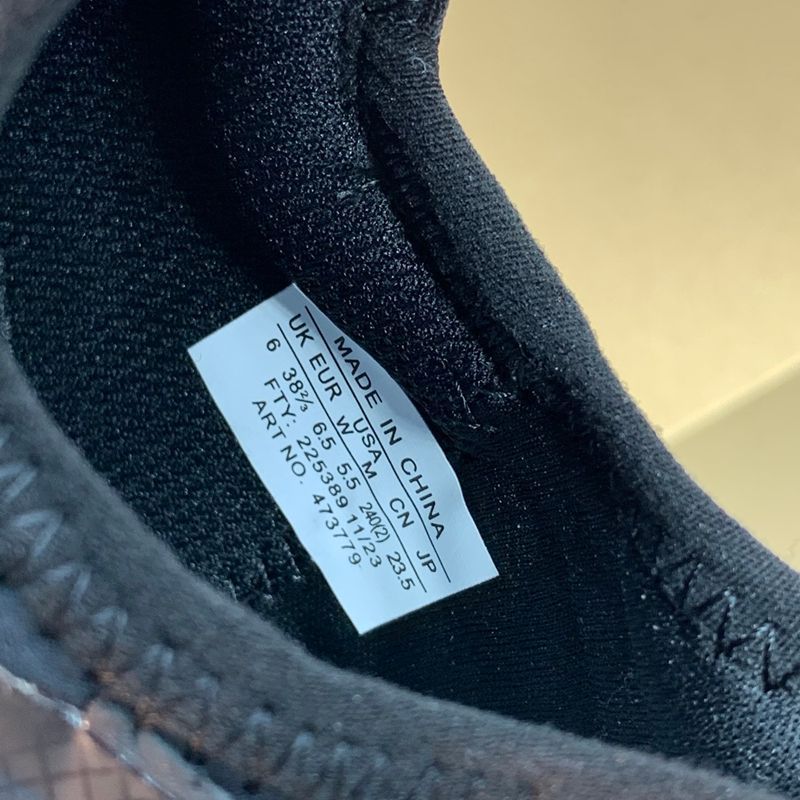 MADE IN CHINA
UK EUR USA CN JP
W M
6 38⅔ 6.5 5.5 240(2) 23.5
FTY: 225389 11/23
ART NO. 473779